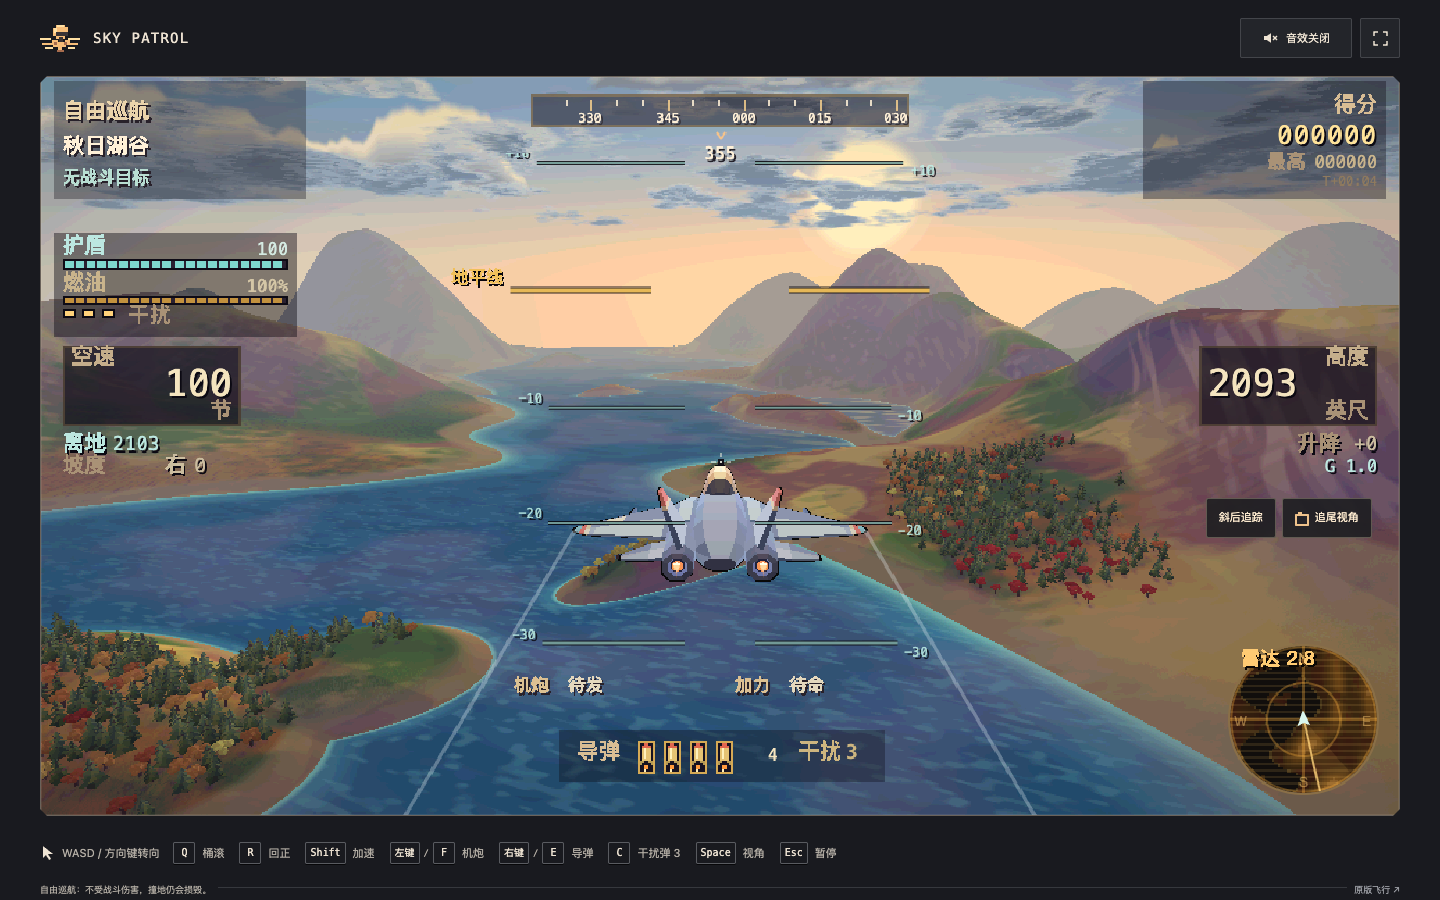 SKY PATROL
音效关闭
自由巡航
秋日湖谷
无战斗目标
330 345 000 015 030
355
得分
000000
最高 000000
T+00:04
+10 +10
护盾 100
燃油 100%
干扰
地平线
空速
100
节
离地 2103
坡度 右 0
高度
2093
英尺
升降 +0
G 1.0
-10 -10
-20 -20
-30 -30
斜后追踪 追尾视角
机炮 待发 加力 待命
导弹 4 干扰 3
雷达 2.8
W E
S
WASD / 方向键转向 Q 桶滚 R 回正 Shift 加速 左键 / F 机炮 右键 / E 导弹 C 干扰弹 3 Space 视角 Esc 暂停
自由巡航：不受战斗伤害，撞地仍会损毁。
原版飞行 ↗